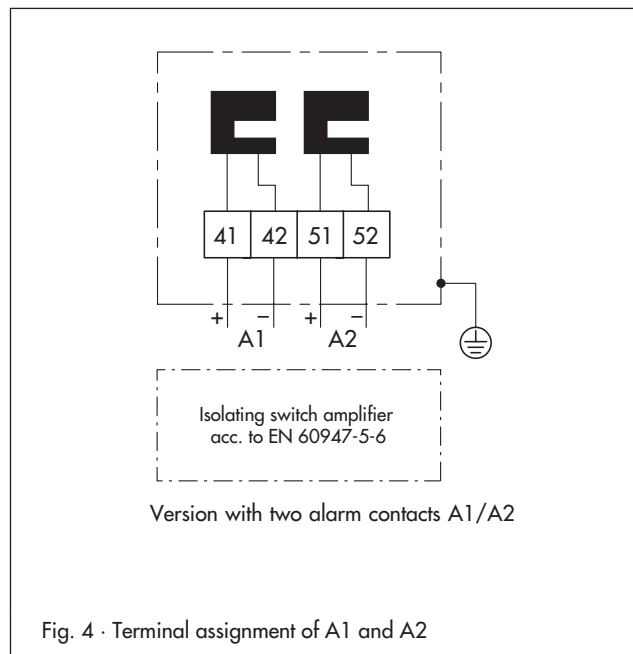 41 42 51 52
+ − + −
A1 A2
Isolating switch amplifier
acc. to EN 60947-5-6
Version with two alarm contacts A1/A2
Fig. 4 · Terminal assignment of A1 and A2